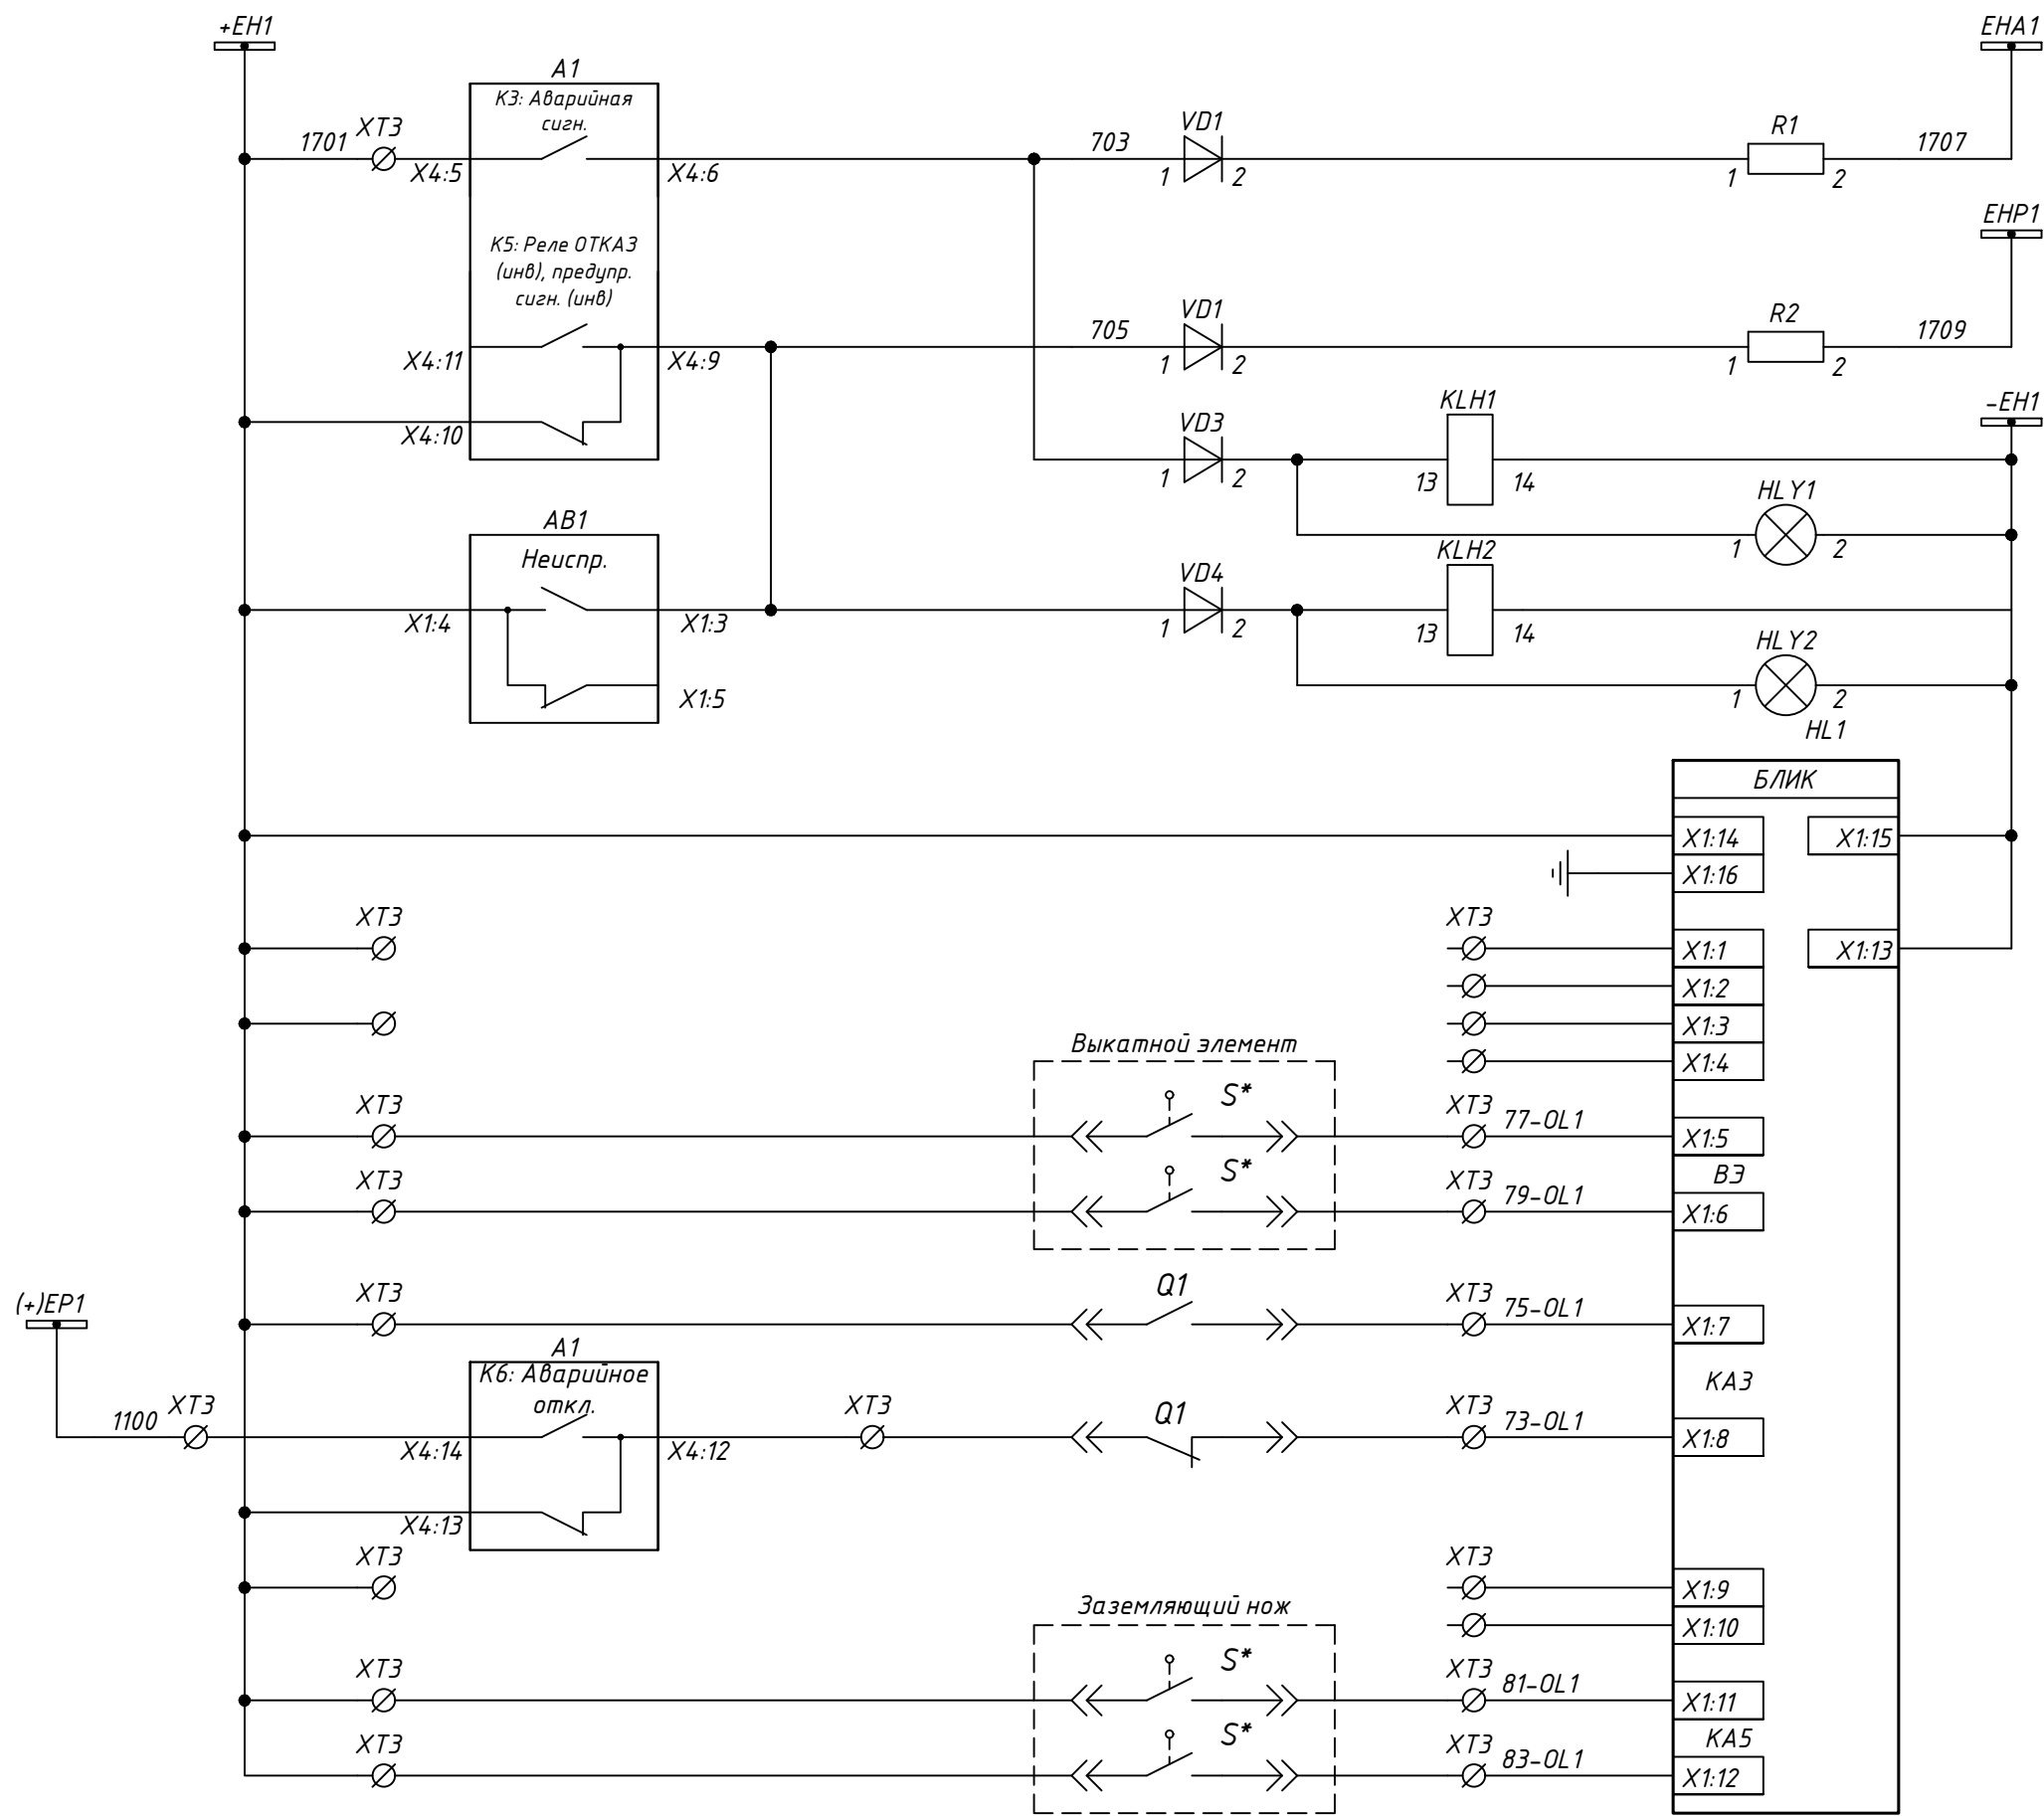 +EH1
EHA1
A1
K3: Аварийная
сигн.
1701
XT3
X4:5
X4:6
703
VD1
1
2
R1
1
2
1707
EHP1
K5: Реле ОТКАЗ
(инв), предупр.
сигн. (инв)
X4:11
X4:9
705
VD1
1
2
R2
1
2
1709
-EH1
X4:10
VD3
1
2
KLH1
13
14
HLY1
1
2
AB1
Неиспр.
X1:4
X1:3
X1:5
VD4
1
2
KLH2
13
14
HLY2
1
2
HL1
БЛИК
X1:14
X1:15
X1:16
XT3
XT3
X1:1
X1:13
X1:2
X1:3
X1:4
Выкатной элемент
XT3
S*
XT3
77-OL1
X1:5
ВЭ
XT3
S*
XT3
79-OL1
X1:6
(+)EP1
XT3
Q1
XT3
75-OL1
X1:7
A1
K6: Аварийное
откл.
KA3
1100
XT3
X4:14
X4:12
XT3
Q1
XT3
73-OL1
X1:8
X4:13
XT3
XT3
X1:9
X1:10
Заземляющий нож
XT3
S*
XT3
81-OL1
X1:11
KA5
XT3
S*
XT3
83-OL1
X1:12